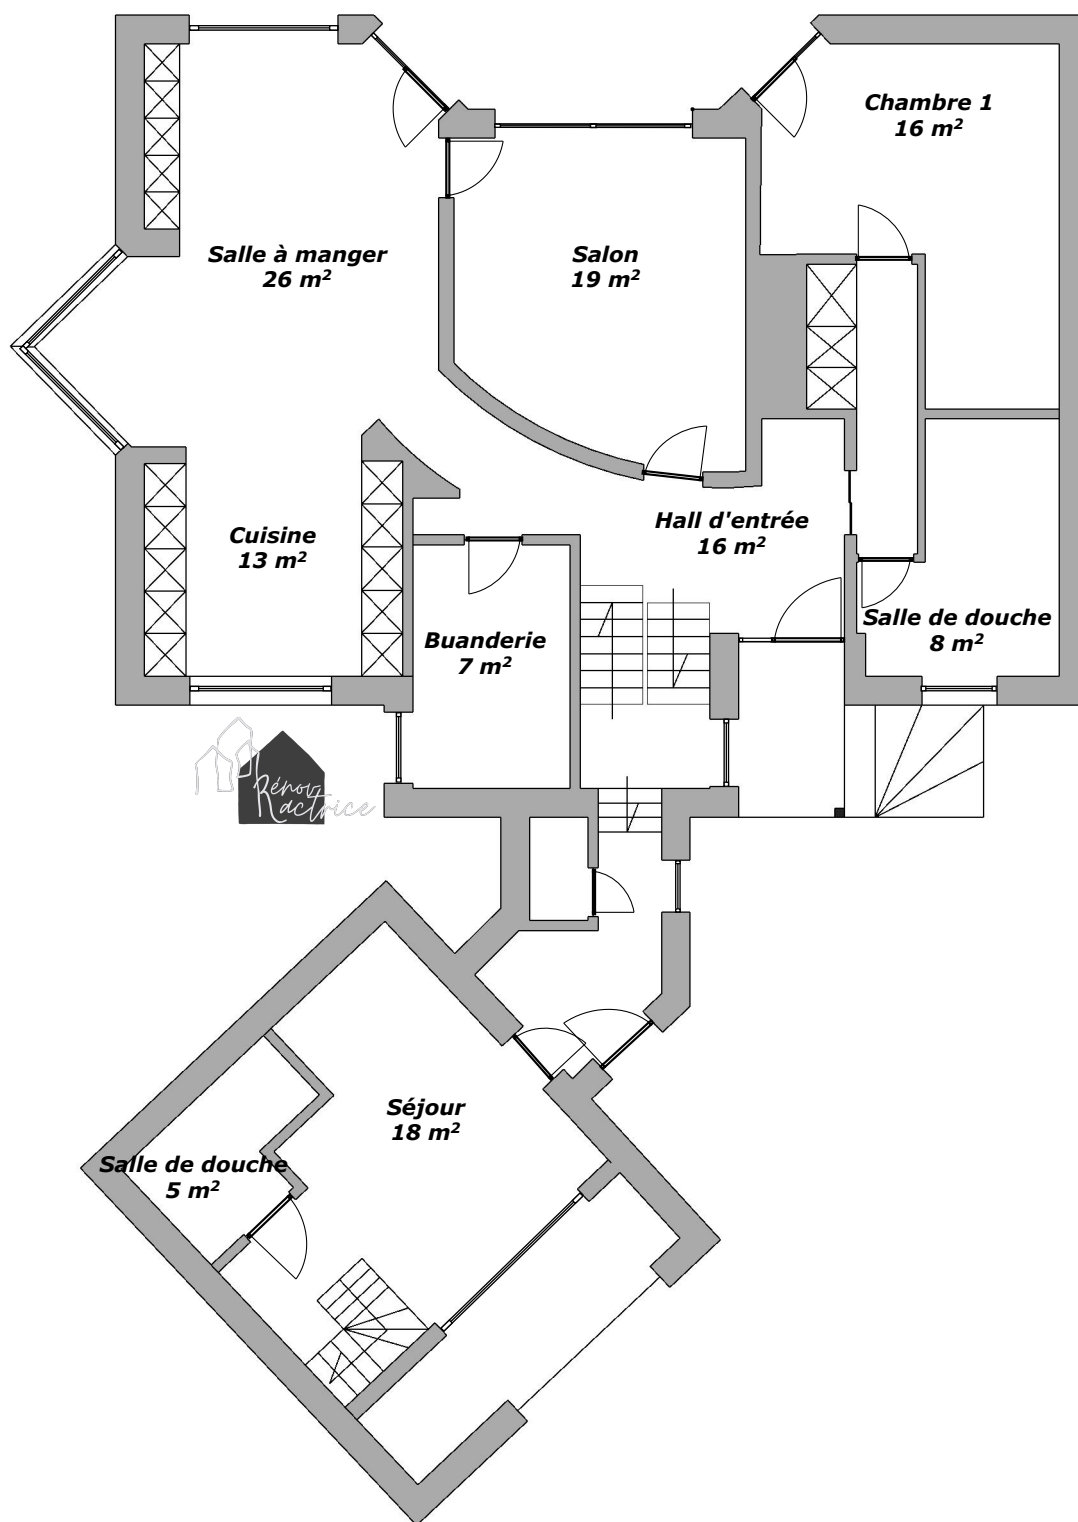 Chambre 1
16 m²
Salle à manger
26 m²
Salon
19 m²
Hall d'entrée
16 m²
Cuisine
13 m²
Salle de douche
8 m²
Buanderie
7 m²
Rénov
actrice
Séjour
18 m²
Salle de douche
5 m²